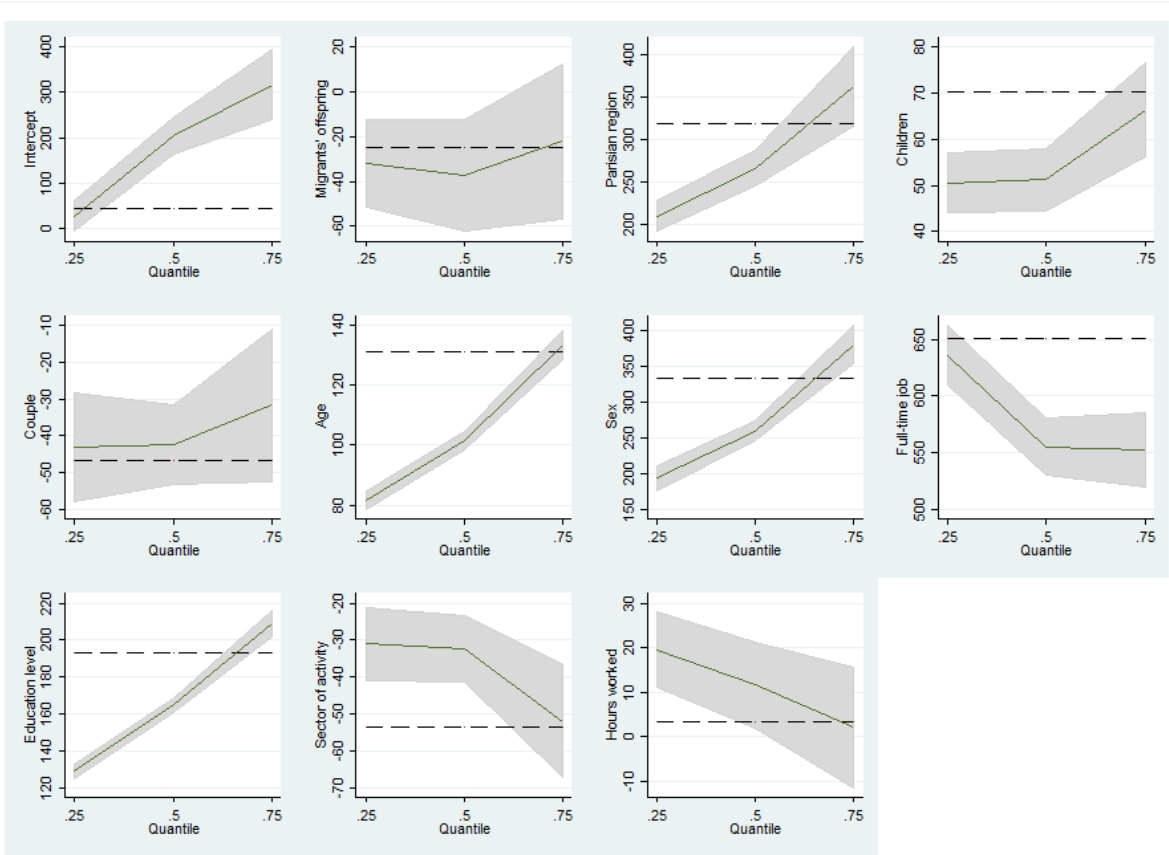 Intercept
400
300
200
100
0
.25 .5 .75
Quantile
Migrants' offspring
20
0
-20
-40
-60
.25 .5 .75
Quantile
Parisian region
400
350
300
250
200
.25 .5 .75
Quantile
Children
80
70
60
50
40
.25 .5 .75
Quantile
Couple
-10
-20
-30
-40
-50
-60
.25 .5 .75
Quantile
Age
140
120
100
80
.25 .5 .75
Quantile
Sex
400
350
300
250
200
150
.25 .5 .75
Quantile
Full-time job
650
600
550
500
.25 .5 .75
Quantile
Education level
220
200
180
160
140
120
.25 .5 .75
Quantile
Sector of activity
-20
-30
-40
-50
-60
-70
.25 .5 .75
Quantile
Hours worked
30
20
10
0
-10
.25 .5 .75
Quantile